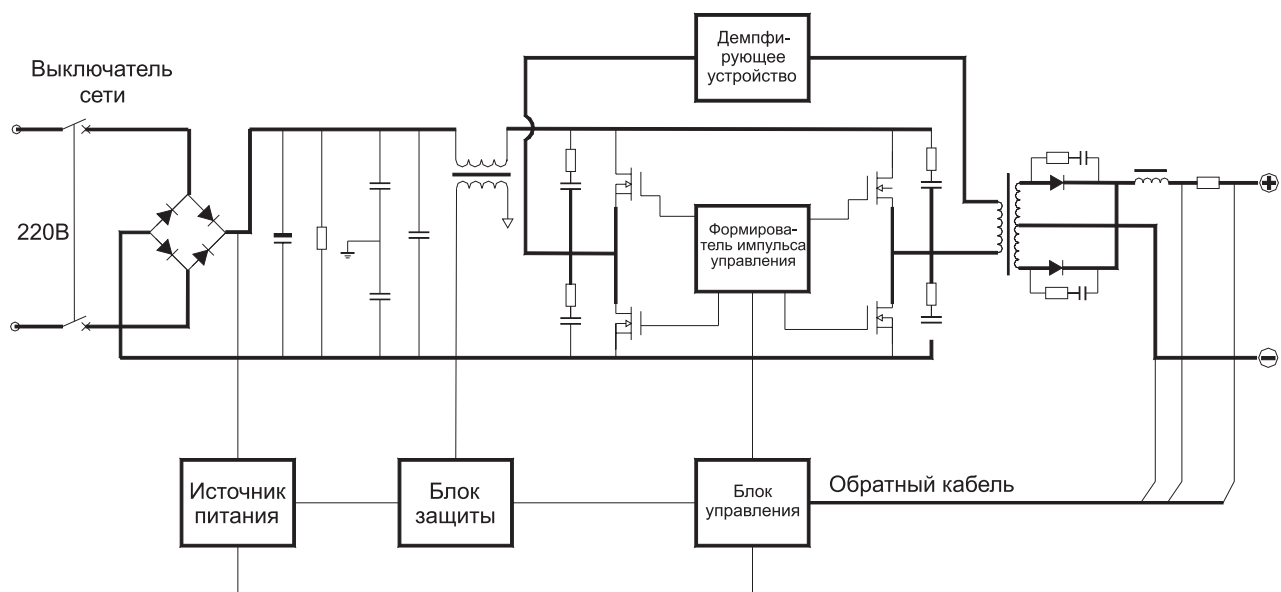 Демпфи-
рующее
устройство
Выключатель
сети
220В
Формирова-
тель импульса
управления
Источник
питания
Блок
защиты
Блок
управления
Обратный кабель